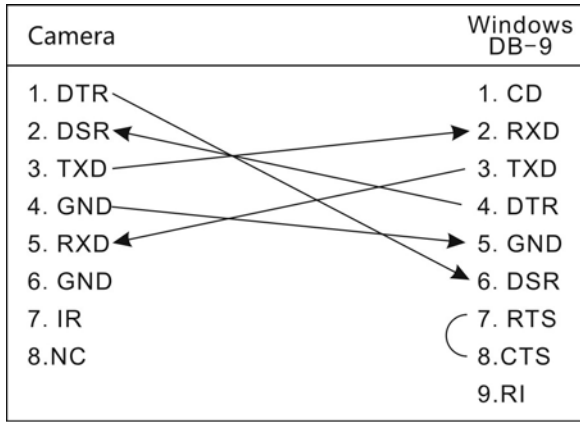 Camera
Windows
DB-9
1. DTR
2. DSR
3. TXD
4. GND
5. RXD
6. GND
7. IR
8.NC
1. CD
2. RXD
3. TXD
4. DTR
5. GND
6. DSR
7. RTS
8.CTS
9.RI